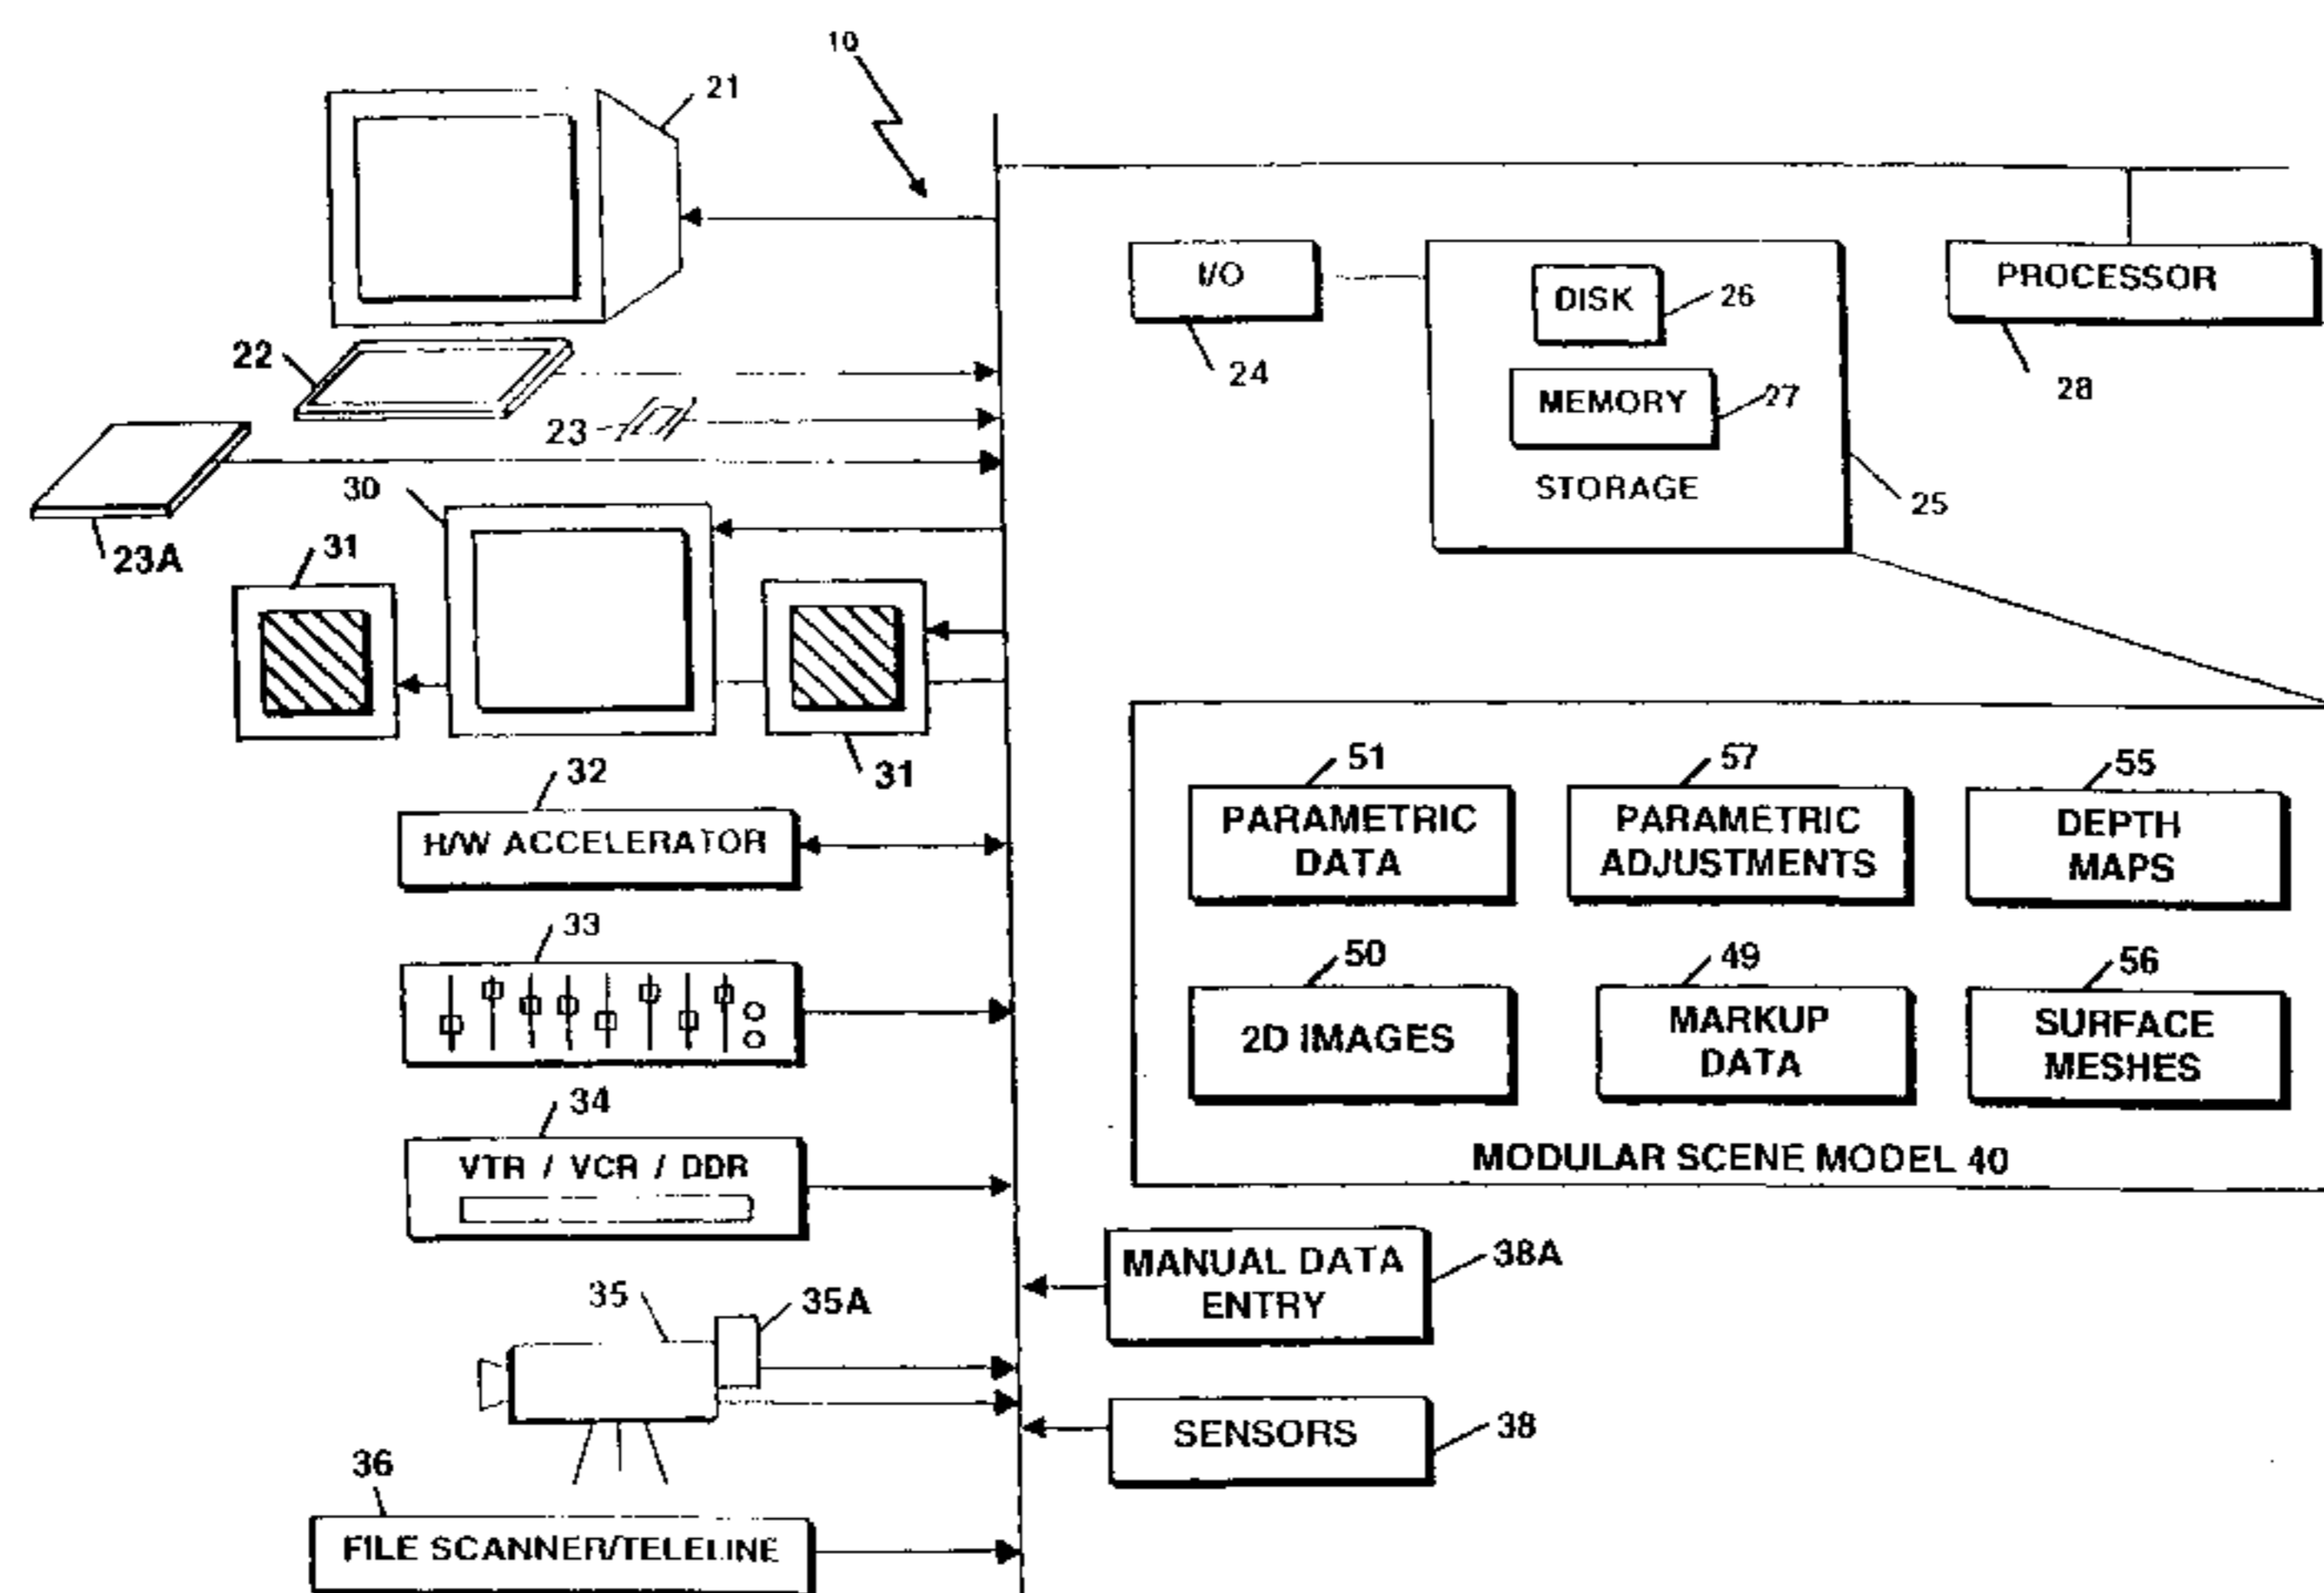 10
21
22
23
23A
30
31
31
32
H/W ACCELERATOR
33
34
VTR / VCR / DDR
35
35A
36
FILE SCANNER/TELELINE
I/O
24
DISK
26
MEMORY
27
STORAGE
25
PROCESSOR
28
51
PARAMETRIC
DATA
57
PARAMETRIC
ADJUSTMENTS
55
DEPTH
MAPS
50
2D IMAGES
49
MARKUP
DATA
56
SURFACE
MESHES
MODULAR SCENE MODEL 40
MANUAL DATA
ENTRY
38A
SENSORS
38